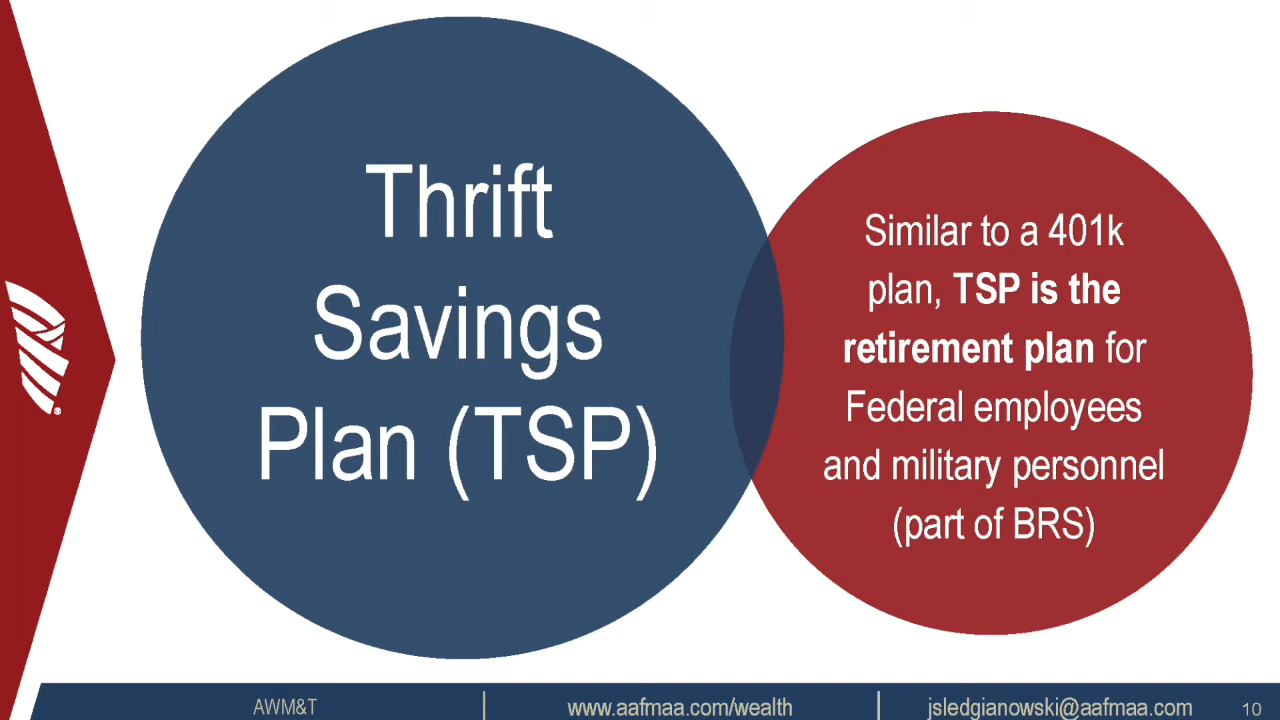 Thrift
Savings
Plan (TSP)
Similar to a 401k
plan, TSP is the
retirement plan for
Federal employees
and military personnel
(part of BRS)
AWM&T
www.aafmaa.com/wealth
jsledgianowski@aafmaa.com
10
®